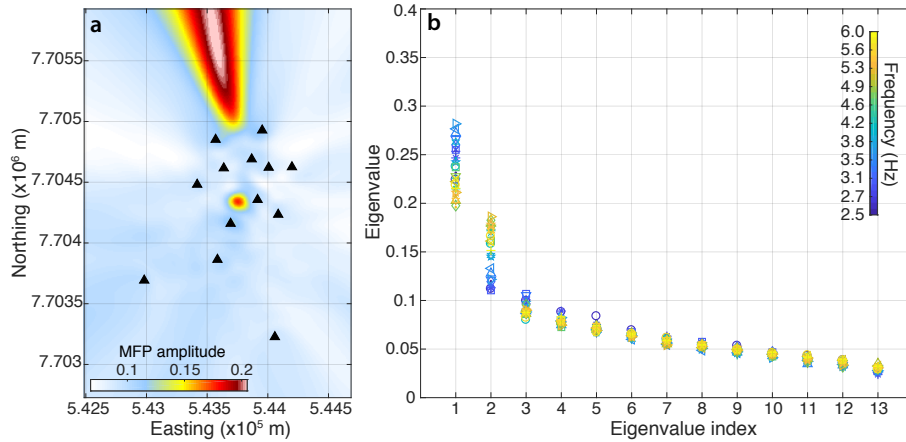 a
7.7055
7.705
7.7045
7.704
7.7035
7.703
Northing (x10⁶ m)
MFP amplitude
0.1 0.15 0.2
5.425 5.43 5.435 5.44 5.445
Easting (x10⁵ m)
b
0.4
0.35
0.3
0.25
0.2
0.15
0.1
0.05
0
Eigenvalue
1 2 3 4 5 6 7 8 9 10 11 12 13
Eigenvalue index
6.0
5.3
4.9
4.6
4.2
3.8
3.5
3.1
2.7
2.5
Frequency (Hz)